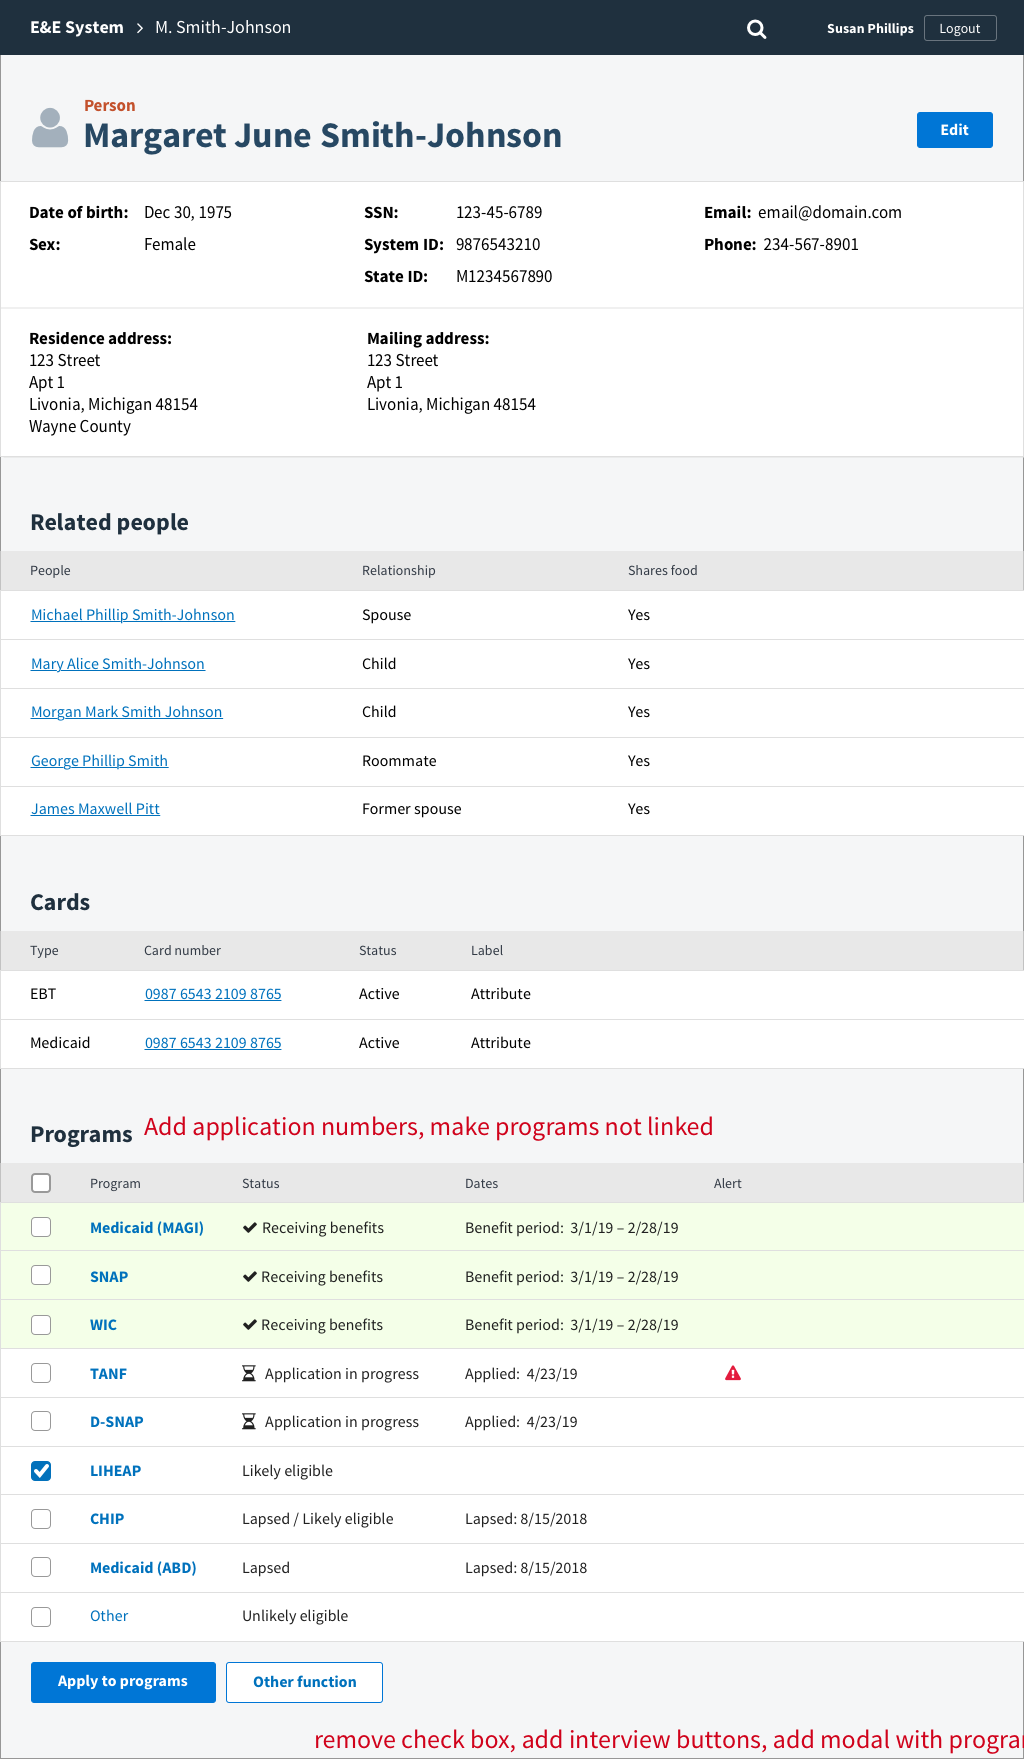 E&E System > M. Smith-Johnson Susan Phillips Logout
Person
Margaret June Smith-Johnson Edit
Date of birth: Dec 30, 1975 SSN: 123-45-6789 Email: email@domain.com
Sex: Female System ID: 9876543210 Phone: 234-567-8901
State ID: M1234567890
Residence address: Mailing address:
123 Street 123 Street
Apt 1 Apt 1
Livonia, Michigan 48154 Livonia, Michigan 48154
Wayne County
Related people
People Relationship Shares food
Michael Phillip Smith-Johnson Spouse Yes
Mary Alice Smith-Johnson Child Yes
Morgan Mark Smith Johnson Child Yes
George Phillip Smith Roommate Yes
James Maxwell Pitt Former spouse Yes
Cards
Type Card number Status Label
EBT 0987 6543 2109 8765 Active Attribute
Medicaid 0987 6543 2109 8765 Active Attribute
Programs Add application numbers, make programs not linked
Program Status Dates Alert
Medicaid (MAGI) Receiving benefits Benefit period: 3/1/19 – 2/28/19
SNAP Receiving benefits Benefit period: 3/1/19 – 2/28/19
WIC Receiving benefits Benefit period: 3/1/19 – 2/28/19
TANF Application in progress Applied: 4/23/19
D-SNAP Application in progress Applied: 4/23/19
LIHEAP Likely eligible
CHIP Lapsed / Likely eligible Lapsed: 8/15/2018
Medicaid (ABD) Lapsed Lapsed: 8/15/2018
Other Unlikely eligible
Apply to programs Other function
remove check box, add interview buttons, add modal with